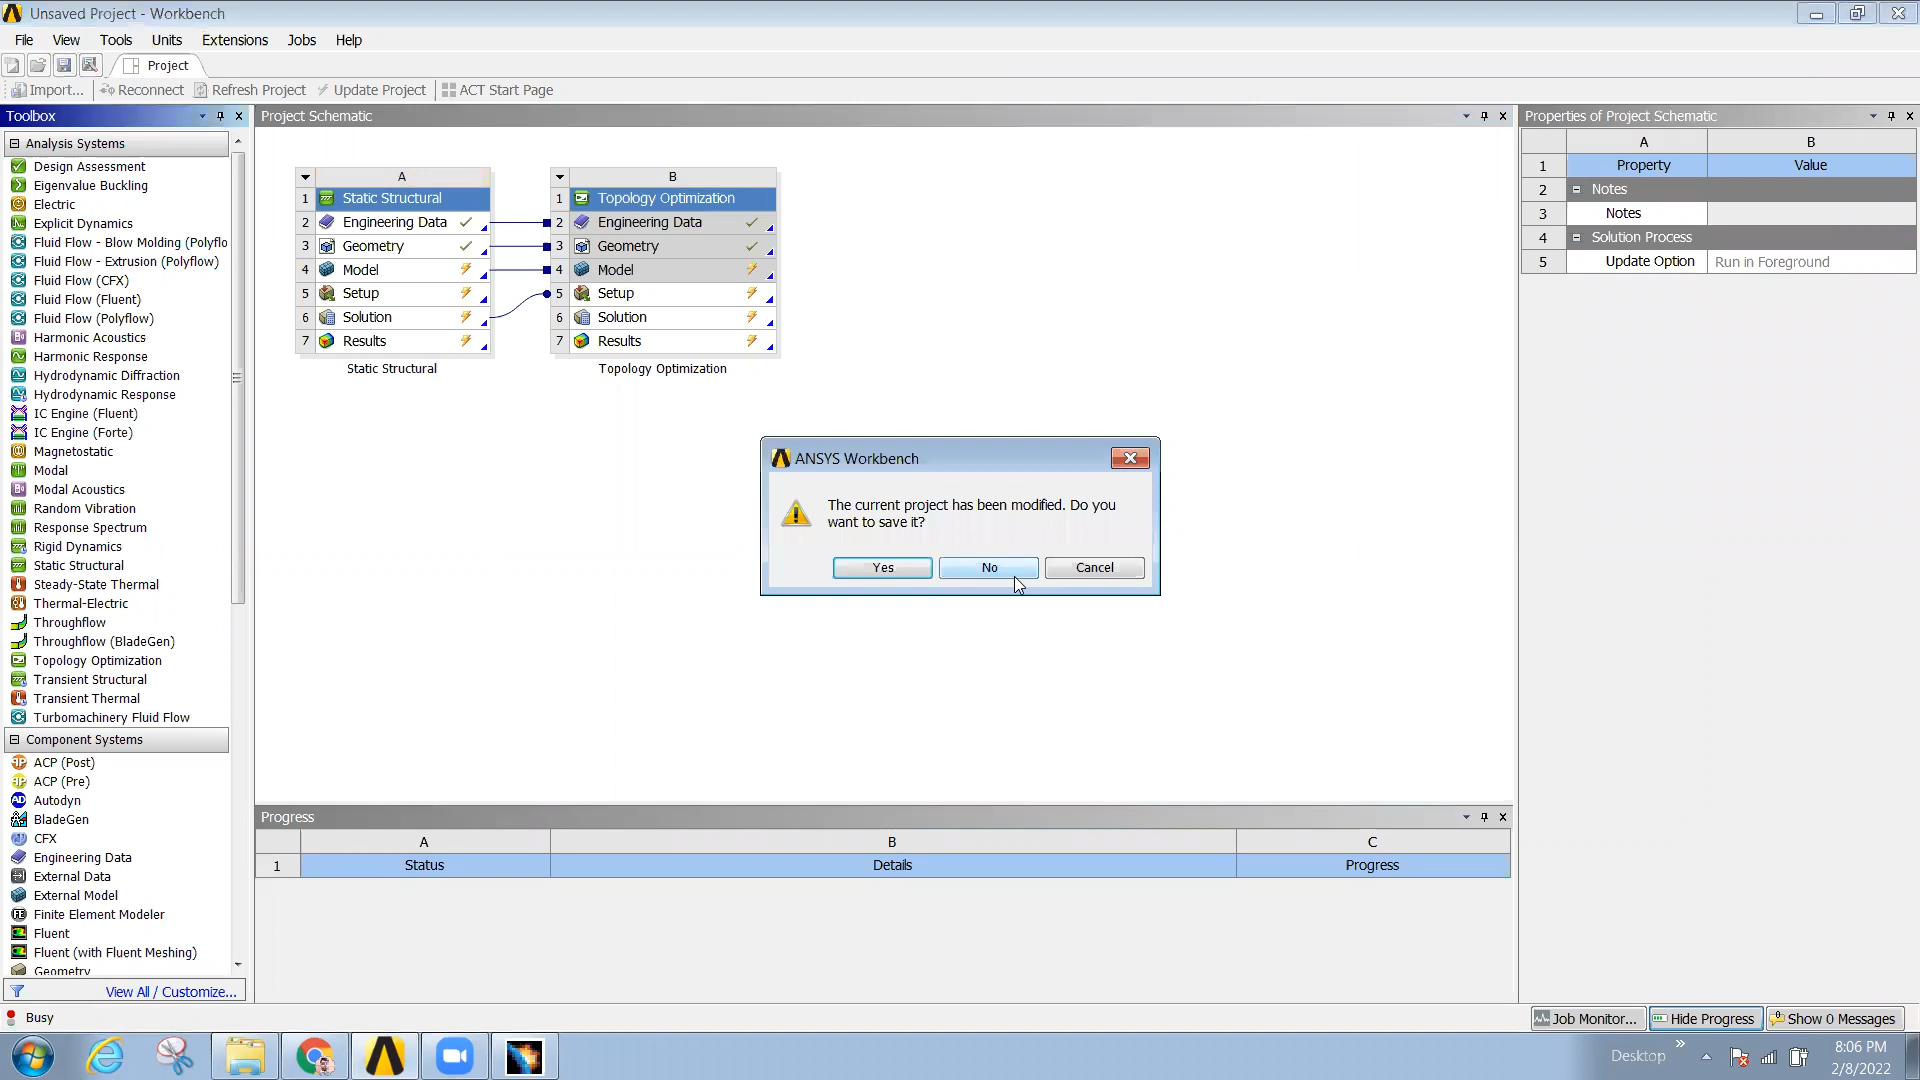 Unsaved Project - Workbench
File View Tools Units Extensions Jobs Help
Project
Import... Reconnect Refresh Project Update Project ACT Start Page
Toolbox
Analysis Systems
Design Assessment
Eigenvalue Buckling
Electric
Explicit Dynamics
Fluid Flow - Blow Molding (Polyflo
Fluid Flow - Extrusion (Polyflow)
Fluid Flow (CFX)
Fluid Flow (Fluent)
Fluid Flow (Polyflow)
Harmonic Acoustics
Harmonic Response
Hydrodynamic Diffraction
Hydrodynamic Response
IC Engine (Fluent)
IC Engine (Forte)
Magnetostatic
Modal
Modal Acoustics
Random Vibration
Response Spectrum
Rigid Dynamics
Static Structural
Steady-State Thermal
Thermal-Electric
Throughflow
Throughflow (BladeGen)
Topology Optimization
Transient Structural
Transient Thermal
Turbomachinery Fluid Flow
Component Systems
ACP (Post)
ACP (Pre)
Autodyn
BladeGen
CFX
Engineering Data
External Data
External Model
Finite Element Modeler
Fluent
Fluent (with Fluent Meshing)
Geometry
View All / Customize...
Project Schematic
A
1 Static Structural
2 Engineering Data
3 Geometry
4 Model
5 Setup
6 Solution
7 Results
Static Structural
B
1 Topology Optimization
2 Engineering Data
3 Geometry
4 Model
5 Setup
6 Solution
7 Results
Topology Optimization
ANSYS Workbench
The current project has been modified. Do you
want to save it?
Yes No Cancel
Progress
A B C
1 Status Details Progress
Properties of Project Schematic
A B
1 Property Value
2 Notes
3 Notes
4 Solution Process
5 Update Option Run in Foreground
Busy
Job Monitor... Hide Progress Show 0 Messages
Desktop
8:06 PM
2/8/2022